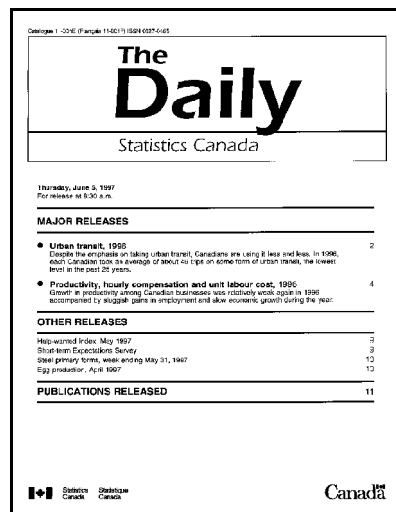 Catalogue 11-001E (Français 11-001F) ISSN 0827-0465
The
Daily
Statistics Canada
Thursday, June 5, 1997
For release at 8:30 a.m.
MAJOR RELEASES
● Urban transit, 1996 2
Despite the emphasis on taking urban transit, Canadians are using it less and less. In 1996,
each Canadian took an average of about 48 trips on some form of urban transit, the lowest
level in the past 25 years.
● Productivity, hourly compensation and unit labour cost, 1996 4
Growth in productivity among Canadian businesses was relatively weak again in 1996
accompanied by sluggish gains in employment and slow economic growth during the year.
OTHER RELEASES
Help-wanted Index, May 1997 9
Short-term Expectations Survey 9
Steel primary forms, week ending May 31, 1997 10
Egg production, April 1997 10
PUBLICATIONS RELEASED 11
Statistics Statistique
Canada Canada
Canada